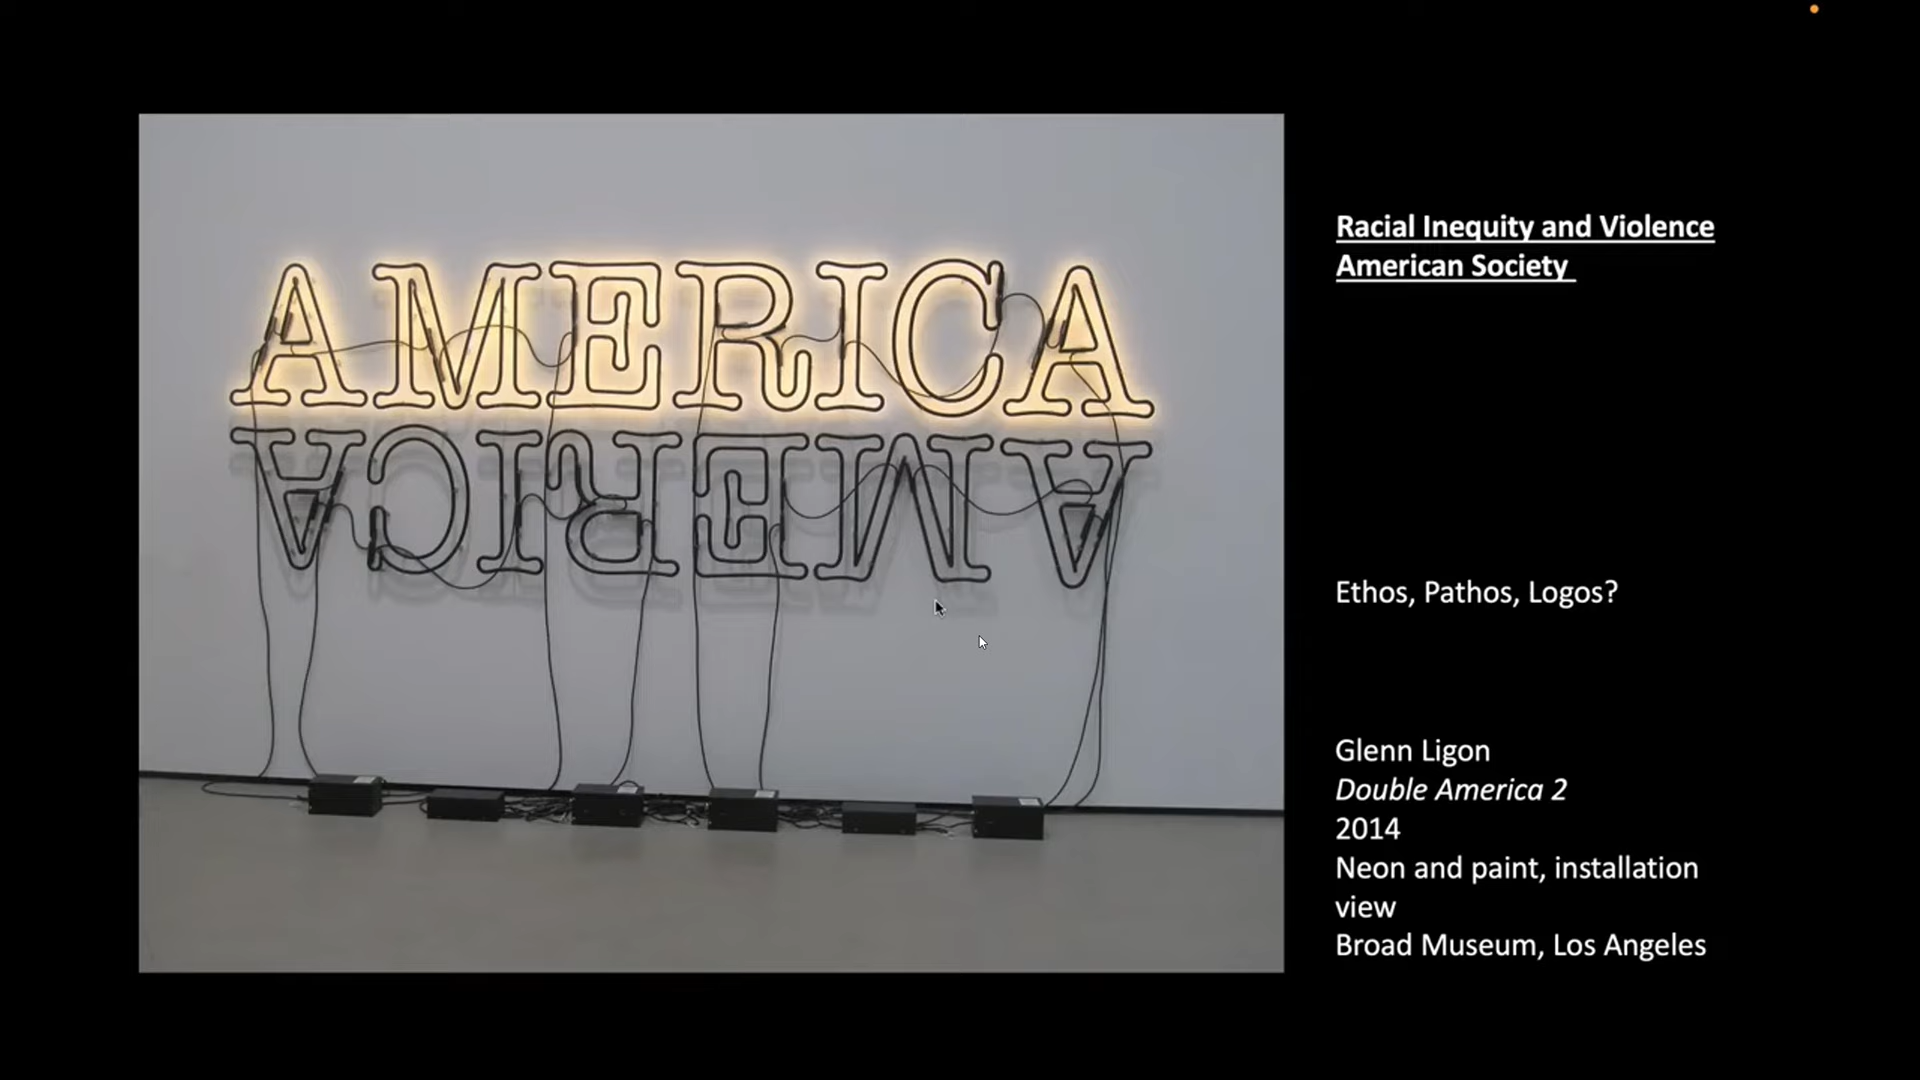 AMERICA
AMERICA
Racial Inequity and Violence
American Society
Ethos, Pathos, Logos?
Glenn Ligon
Double America 2
2014
Neon and paint, installation
view
Broad Museum, Los Angeles